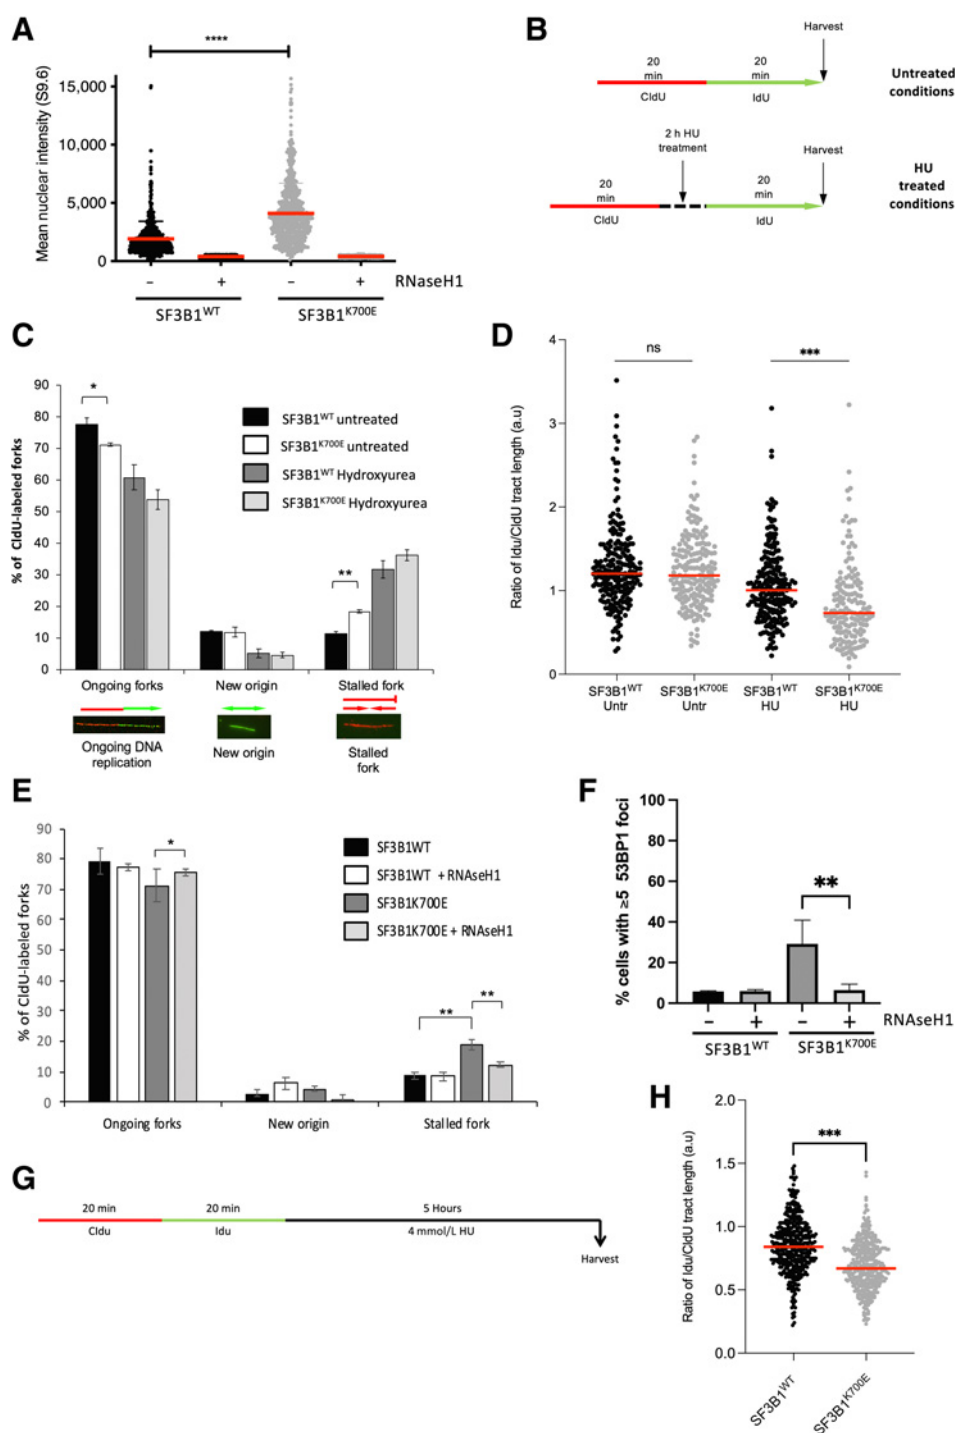 A
****
Mean nuclear intensity (S9.6)
15,000
10,000
5,000
0
– + – + RNaseH1
SF3B1WT SF3B1K700E
B
Harvest
20 min 20 min
CldU IdU
Untreated conditions
2 h HU treatment
Harvest
20 min 20 min
CldU IdU
HU treated conditions
C
% of CldU-labeled forks
90
80
70
60
50
40
30
20
10
0
*
**
SF3B1WT untreated
SF3B1K700E untreated
SF3B1WT Hydroxyurea
SF3B1K700E Hydroxyurea
Ongoing forks New origin Stalled fork
Ongoing DNA replication
New origin
Stalled fork
D
Ratio of Idu/CldU tract length (a.u)
4
3
2
1
0
ns
***
SF3B1WT Untr
SF3B1K700E Untr
SF3B1WT HU
SF3B1K700E HU
E
% of CldU-labeled forks
90
80
70
60
50
40
30
20
10
0
*
**
**
SF3B1WT
SF3B1WT + RNAseH1
SF3B1K700E
SF3B1K700E + RNAseH1
Ongoing forks New origin Stalled fork
F
% cells with ≥5 53BP1 foci
100
80
60
40
20
0
**
– + – + RNAseH1
SF3B1WT SF3B1K700E
G
20 min 20 min 5 Hours
Cldu Idu 4 mmol/L HU
Harvest
H
Ratio of Idu/CldU tract length (a.u)
2.0
1.5
1.0
0.5
0.0
***
SF3B1WT
SF3B1K700E